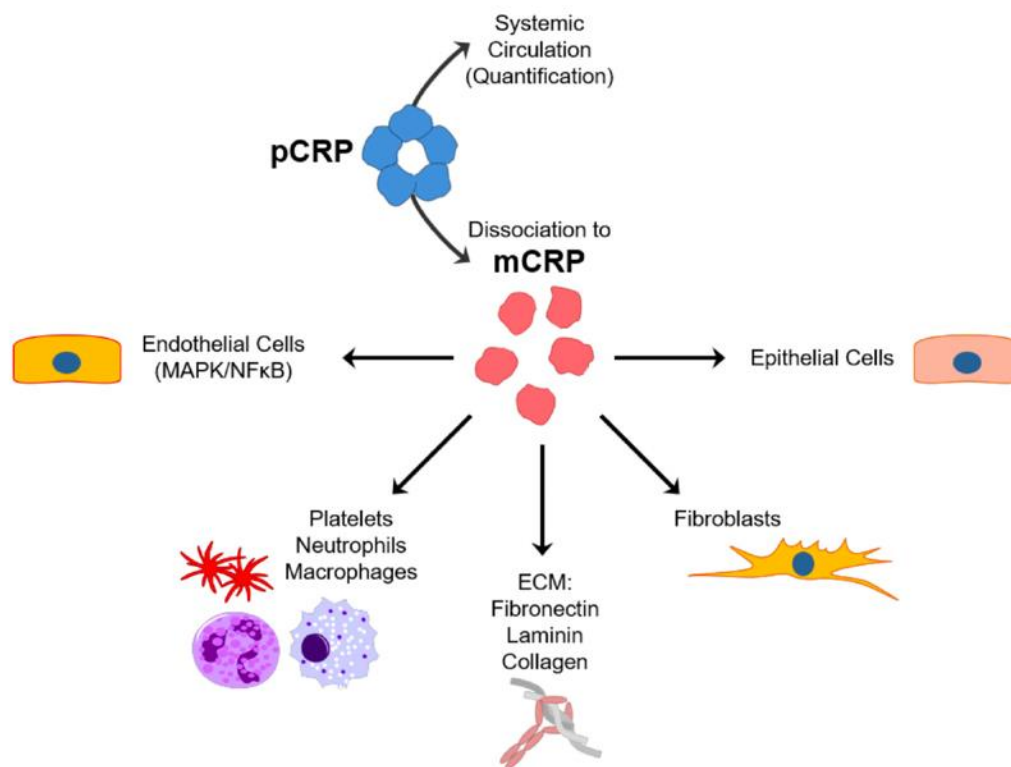 Systemic
Circulation
(Quantification)
pCRP
Dissociation to
mCRP
Endothelial Cells
(MAPK/NFκB)
Epithelial Cells
Platelets
Neutrophils
Macrophages
Fibroblasts
ECM:
Fibronectin
Laminin
Collagen